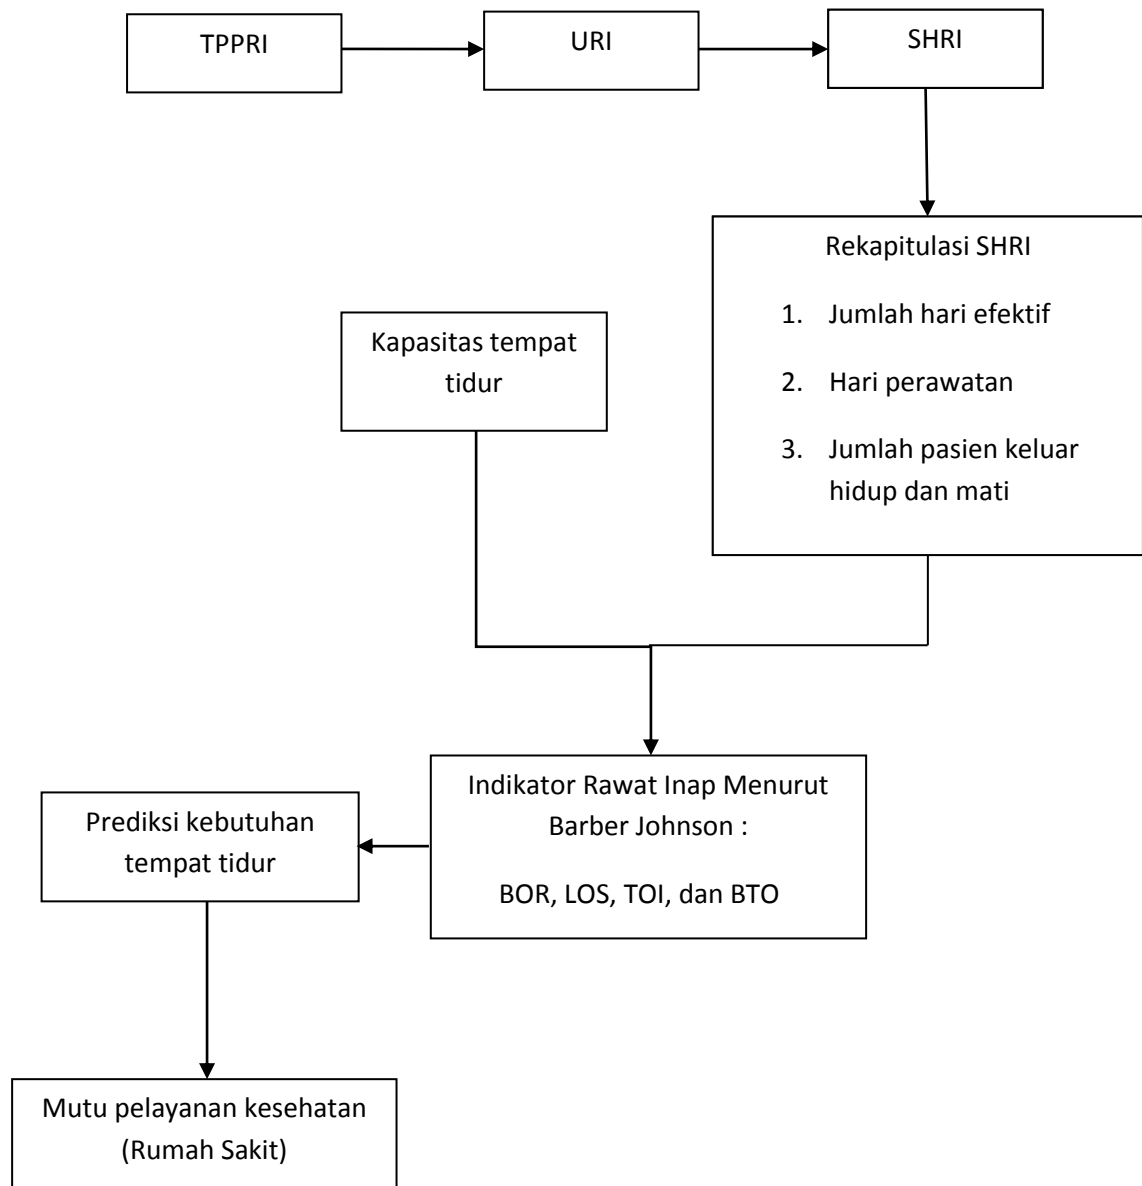 TPPRI
URI
SHRI
Rekapitulasi SHRI
1. Jumlah hari efektif
2. Hari perawatan
3. Jumlah pasien keluar
hidup dan mati
Kapasitas tempat
tidur
Indikator Rawat Inap Menurut
Barber Johnson :
BOR, LOS, TOI, dan BTO
Prediksi kebutuhan
tempat tidur
Mutu pelayanan kesehatan
(Rumah Sakit)